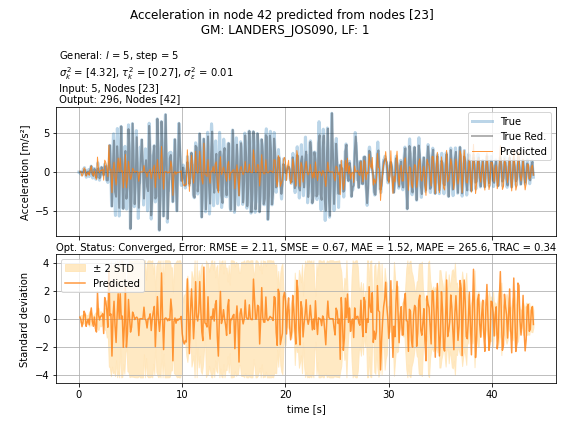 Acceleration in node 42 predicted from nodes [23]
GM: LANDERS_JOS090, LF: 1
General: l = 5, step = 5
σ²ₖ = [4.32], τ²ₖ = [0.27], σ²ε = 0.01
Input: 5, Nodes [23]
Output: 296, Nodes [42]
Acceleration [m/s²]
5
0
−5
True
True Red.
Predicted
Opt. Status: Converged, Error: RMSE = 2.11, SMSE = 0.67, MAE = 1.52, MAPE = 265.6, TRAC = 0.34
Standard deviation
4
2
0
−2
−4
± 2 STD
Predicted
0 10 20 30 40
time [s]